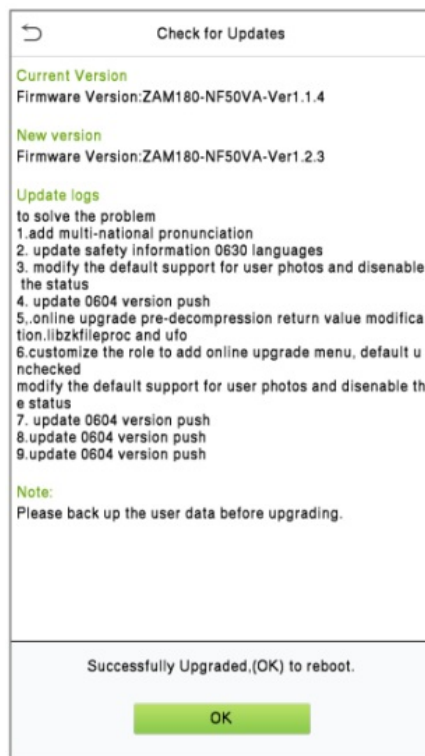 Check for Updates
Current Version
Firmware Version:ZAM180-NF50VA-Ver1.1.4
New version
Firmware Version:ZAM180-NF50VA-Ver1.2.3
Update logs
to solve the problem
1.add multi-national pronunciation
2. update safety information 0630 languages
3. modify the default support for user photos and disenable
the status
4. update 0604 version push
5,.online upgrade pre-decompression return value modifica
tion.libzkfileproc and ufo
6.customize the role to add online upgrade menu, default u
nchecked
modify the default support for user photos and disenable th
e status
7. update 0604 version push
8.update 0604 version push
9.update 0604 version push
Note:
Please back up the user data before upgrading.
Successfully Upgraded,(OK) to reboot.
OK